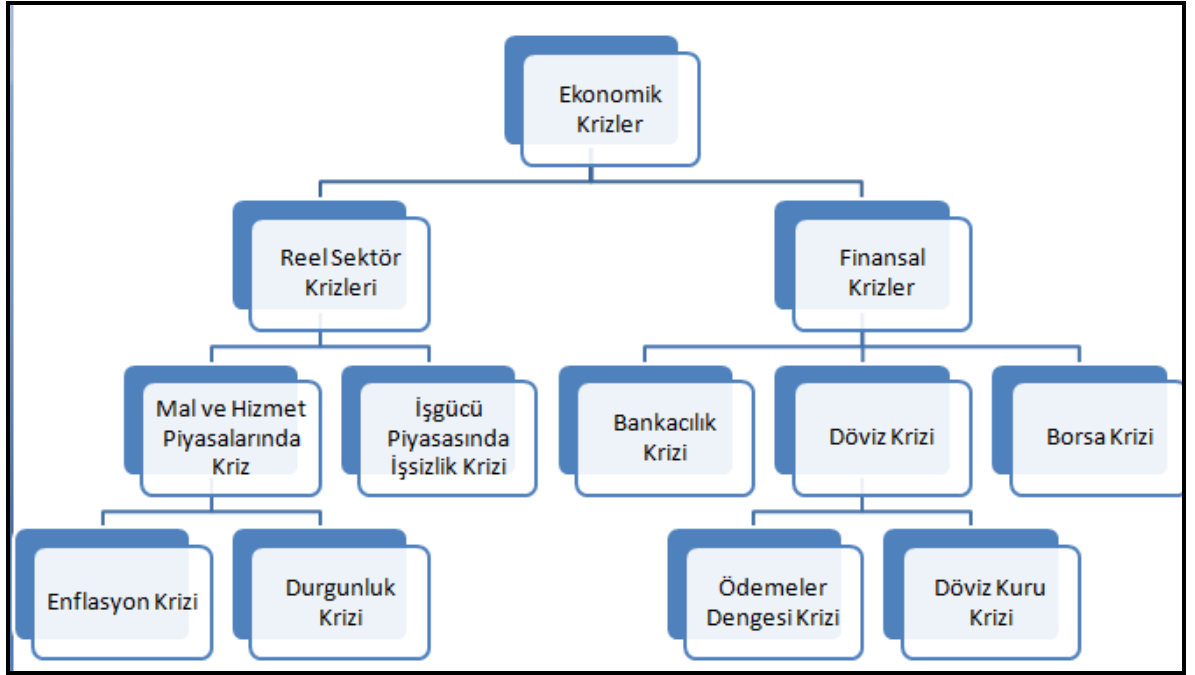 Ekonomik
Krizler
Reel Sektör
Krizleri
Finansal
Krizler
Mal ve Hizmet
Piyasalarında
Kriz
İşgücü
Piyasasında
İşsizlik Krizi
Bankacılık
Krizi
Döviz Krizi
Borsa Krizi
Enflasyon Krizi
Durgunluk
Krizi
Ödemeler
Dengesi Krizi
Döviz Kuru
Krizi